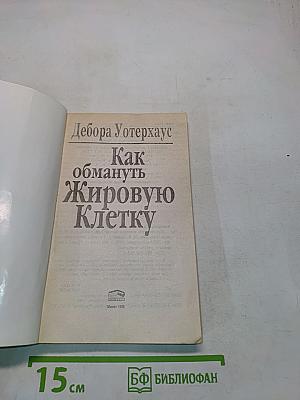 Дебора Уотерхаус
Как
обмануть
Жировую
Клетку
15 см
БФ БИБЛИОФАН